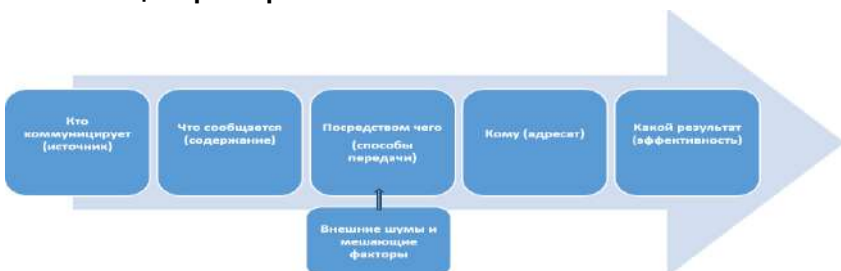 Кто
коммуницирует
(источник)
Что сообщается
(содержание)
Посредством чего
(способы
передачи)
Кому (адресат)
Какой результат
(эффективность)
Внешние шумы и
мешающие
факторы